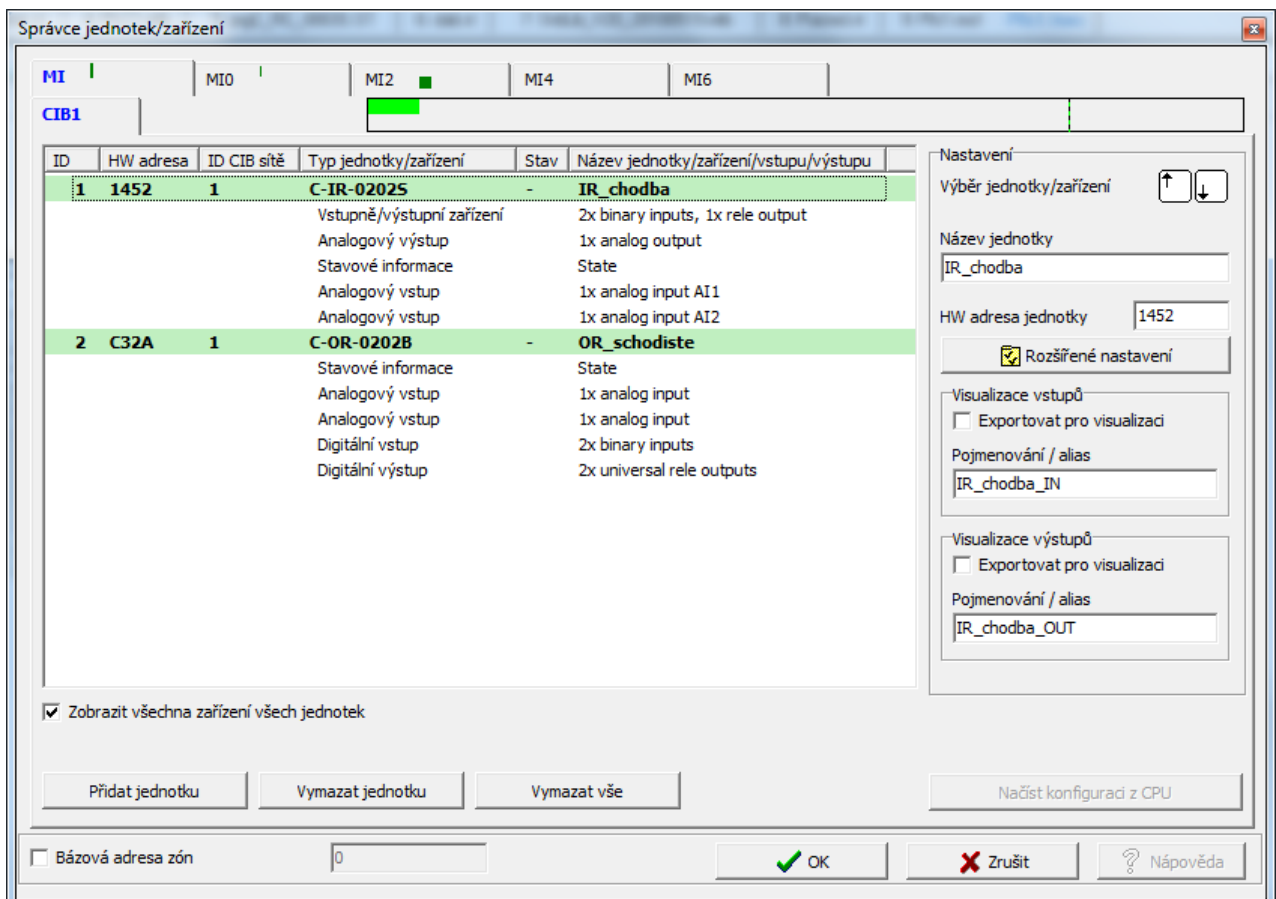 Správce jednotek/zařízení
MI MI0 MI2 MI4 MI6
CIB1
ID HW adresa ID CIB sítě Typ jednotky/zařízení Stav Název jednotky/zařízení/vstupu/výstupu
1 1452 1 C-IR-0202S - IR_chodba
Vstupně/výstupní zařízení 2x binary inputs, 1x rele output
Analogový výstup 1x analog output
Stavové informace State
Analogový vstup 1x analog input AI1
Analogový vstup 1x analog input AI2
2 C32A 1 C-OR-0202B - OR_schodiste
Stavové informace State
Analogový vstup 1x analog input
Analogový vstup 1x analog input
Digitální vstup 2x binary inputs
Digitální výstup 2x universal rele outputs
Nastavení
Výběr jednotky/zařízení
Název jednotky
IR_chodba
HW adresa jednotky 1452
Rozšířené nastavení
Visualizace vstupů
Exportovat pro visualizaci
Pojmenování / alias
IR_chodba_IN
Visualizace výstupů
Exportovat pro visualizaci
Pojmenování / alias
IR_chodba_OUT
Zobrazit všechna zařízení všech jednotek
Přidat jednotku Vymazat jednotku Vymazat vše Načíst konfiguraci z CPU
Bázová adresa zón 0 OK Zrušit Nápověda